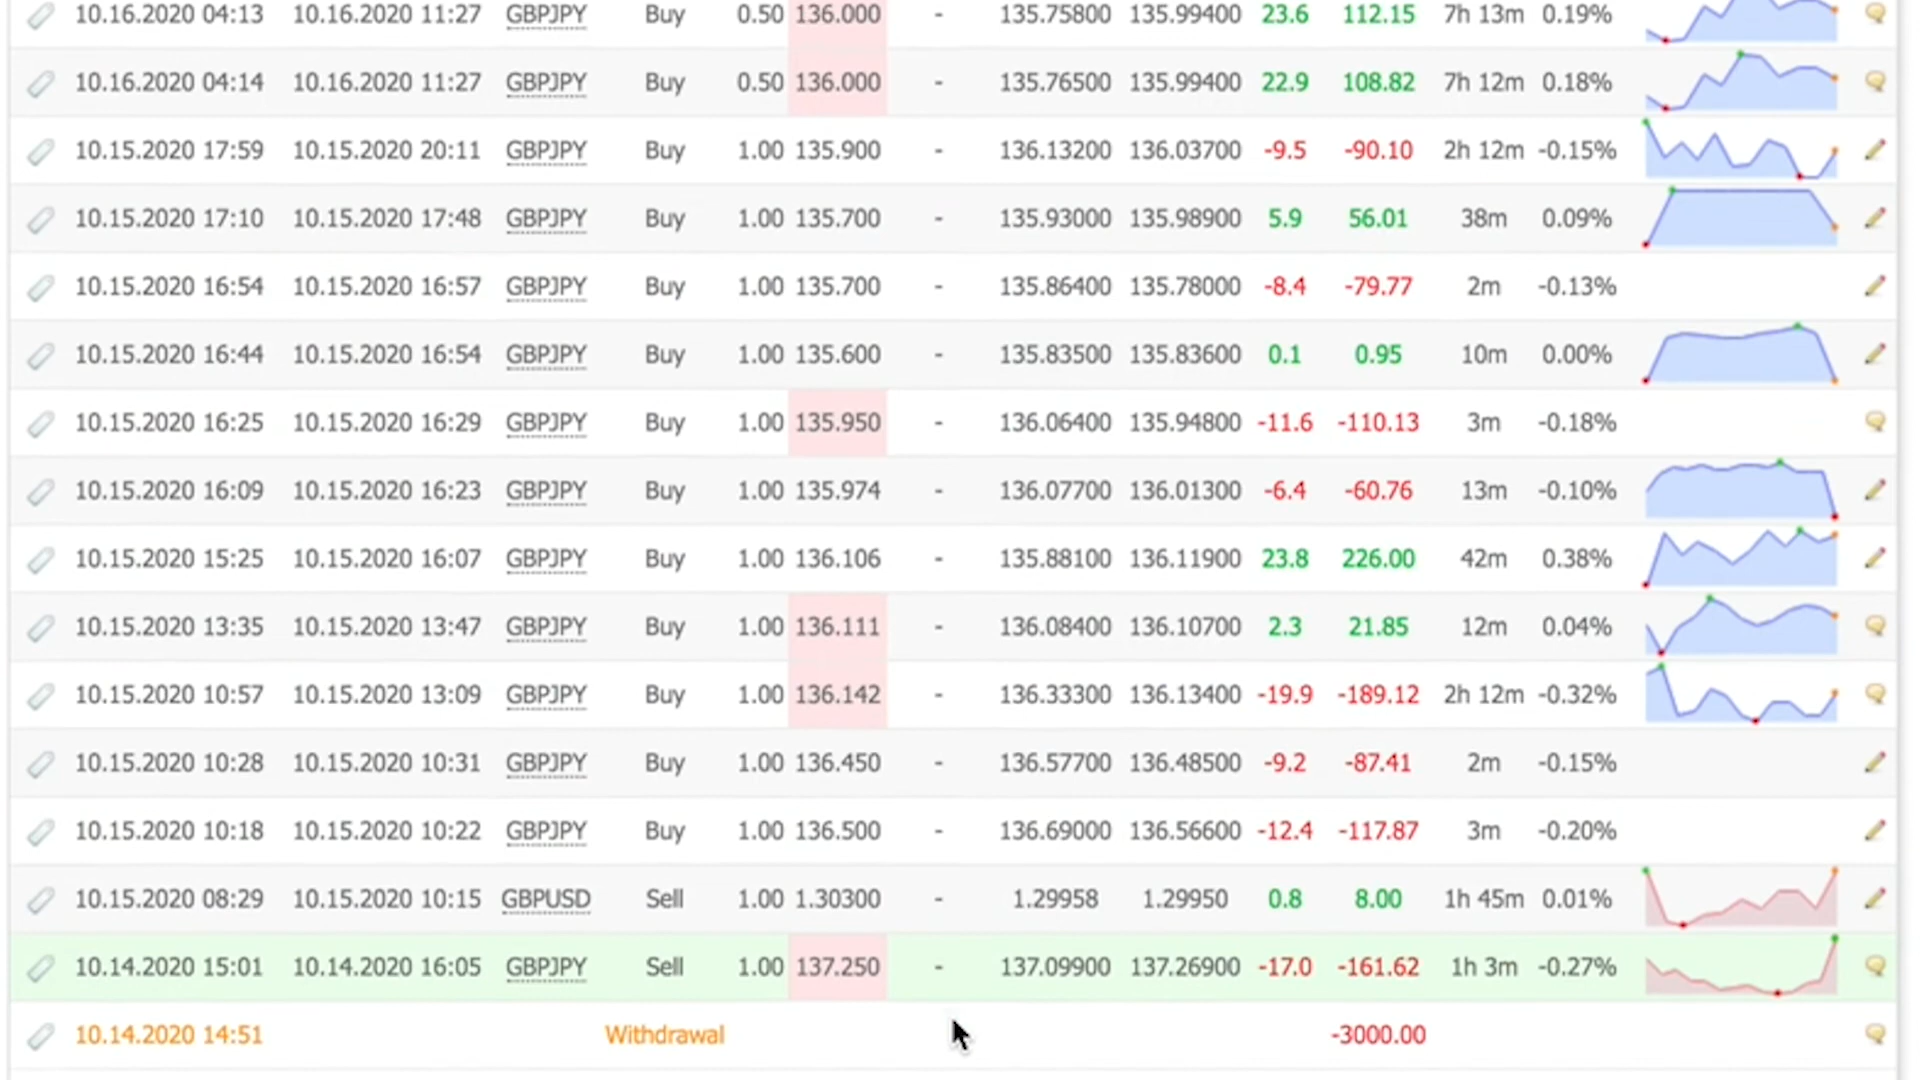 10.16.2020 04:13 10.16.2020 11:27 GBPJPY Buy 0.50 136.000 - 135.75800 135.99400 23.6 112.15 7h 13m 0.19%
10.16.2020 04:14 10.16.2020 11:27 GBPJPY Buy 0.50 136.000 - 135.76500 135.99400 22.9 108.82 7h 12m 0.18%
10.15.2020 17:59 10.15.2020 20:11 GBPJPY Buy 1.00 135.900 - 136.13200 136.03700 -9.5 -90.10 2h 12m -0.15%
10.15.2020 17:10 10.15.2020 17:48 GBPJPY Buy 1.00 135.700 - 135.93000 135.98900 5.9 56.01 38m 0.09%
10.15.2020 16:54 10.15.2020 16:57 GBPJPY Buy 1.00 135.700 - 135.86400 135.78000 -8.4 -79.77 2m -0.13%
10.15.2020 16:44 10.15.2020 16:54 GBPJPY Buy 1.00 135.600 - 135.83500 135.83600 0.1 0.95 10m 0.00%
10.15.2020 16:25 10.15.2020 16:29 GBPJPY Buy 1.00 135.950 - 136.06400 135.94800 -11.6 -110.13 3m -0.18%
10.15.2020 16:09 10.15.2020 16:23 GBPJPY Buy 1.00 135.974 - 136.07700 136.01300 -6.4 -60.76 13m -0.10%
10.15.2020 15:25 10.15.2020 16:07 GBPJPY Buy 1.00 136.106 - 135.88100 136.11900 23.8 226.00 42m 0.38%
10.15.2020 13:35 10.15.2020 13:47 GBPJPY Buy 1.00 136.111 - 136.08400 136.10700 2.3 21.85 12m 0.04%
10.15.2020 10:57 10.15.2020 13:09 GBPJPY Buy 1.00 136.142 - 136.33300 136.13400 -19.9 -189.12 2h 12m -0.32%
10.15.2020 10:28 10.15.2020 10:31 GBPJPY Buy 1.00 136.450 - 136.57700 136.48500 -9.2 -87.41 2m -0.15%
10.15.2020 10:18 10.15.2020 10:22 GBPJPY Buy 1.00 136.500 - 136.69000 136.56600 -12.4 -117.87 3m -0.20%
10.15.2020 08:29 10.15.2020 10:15 GBPUSD Sell 1.00 1.30300 - 1.29958 1.29950 0.8 8.00 1h 45m 0.01%
10.14.2020 15:01 10.14.2020 16:05 GBPJPY Sell 1.00 137.250 - 137.09900 137.26900 -17.0 -161.62 1h 3m -0.27%
10.14.2020 14:51 Withdrawal -3000.00